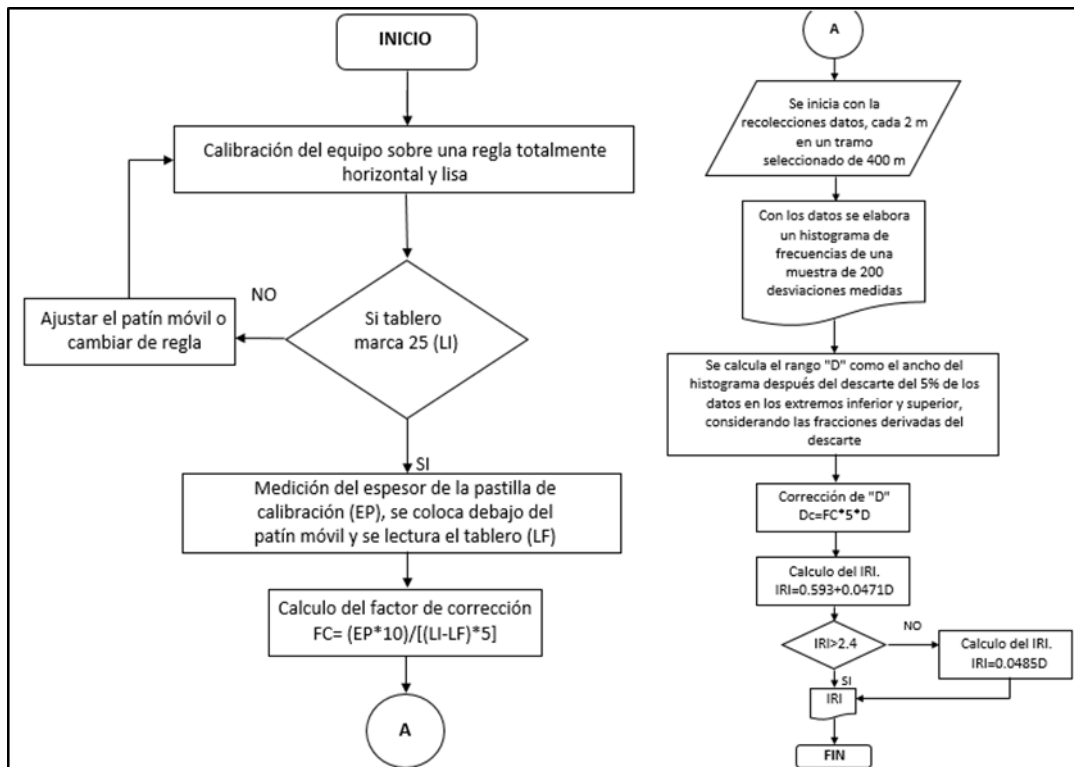 INICIO
Calibración del equipo sobre una regla totalmente
horizontal y lisa
Si tablero
marca 25 (LI)
NO
Ajustar el patín móvil o
cambiar de regla
SI
Medición del espesor de la pastilla de
calibración (EP), se coloca debajo del
patín móvil y se lectura el tablero (LF)
Calculo del factor de corrección
FC= (EP*10)/[(LI-LF)*5]
A
A
Se inicia con la
recolecciones datos, cada 2 m
en un tramo
seleccionado de 400 m
Con los datos se elabora
un histograma de
frecuencias de una
muestra de 200
desviaciones medidas
Se calcula el rango "D" como el ancho del
histograma después del descarte del 5% de los
datos en los extremos inferior y superior,
considerando las fracciones derivadas del
descarte
Corrección de "D"
Dc=FC*5*D
Calculo del IRI.
IRI=0.593+0.0471D
IRI>2.4
NO
Calculo del IRI.
IRI=0.0485D
SI
IRI
FIN